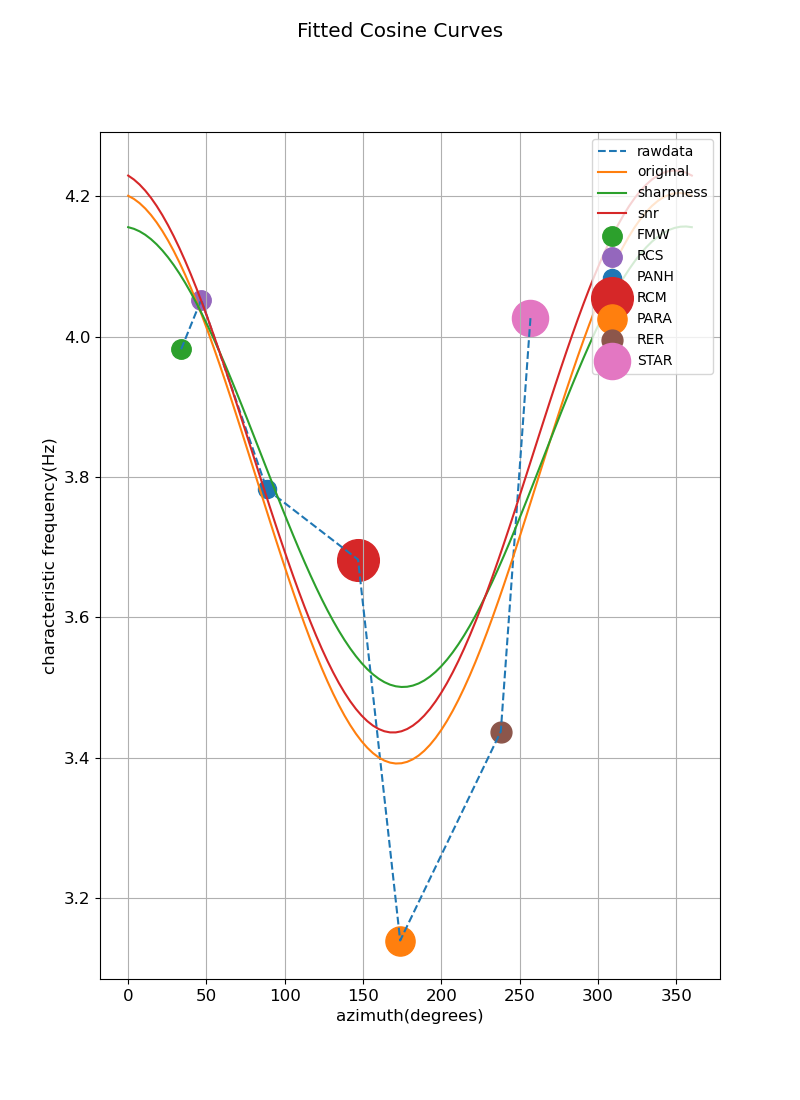 Fitted Cosine Curves
rawdata
original
sharpness
snr
FMW
RCS
PANH
RCM
PARA
RER
STAR
4.2
4.0
3.8
3.6
3.4
3.2
characteristic frequency(Hz)
0 50 100 150 200 250 300 350
azimuth(degrees)